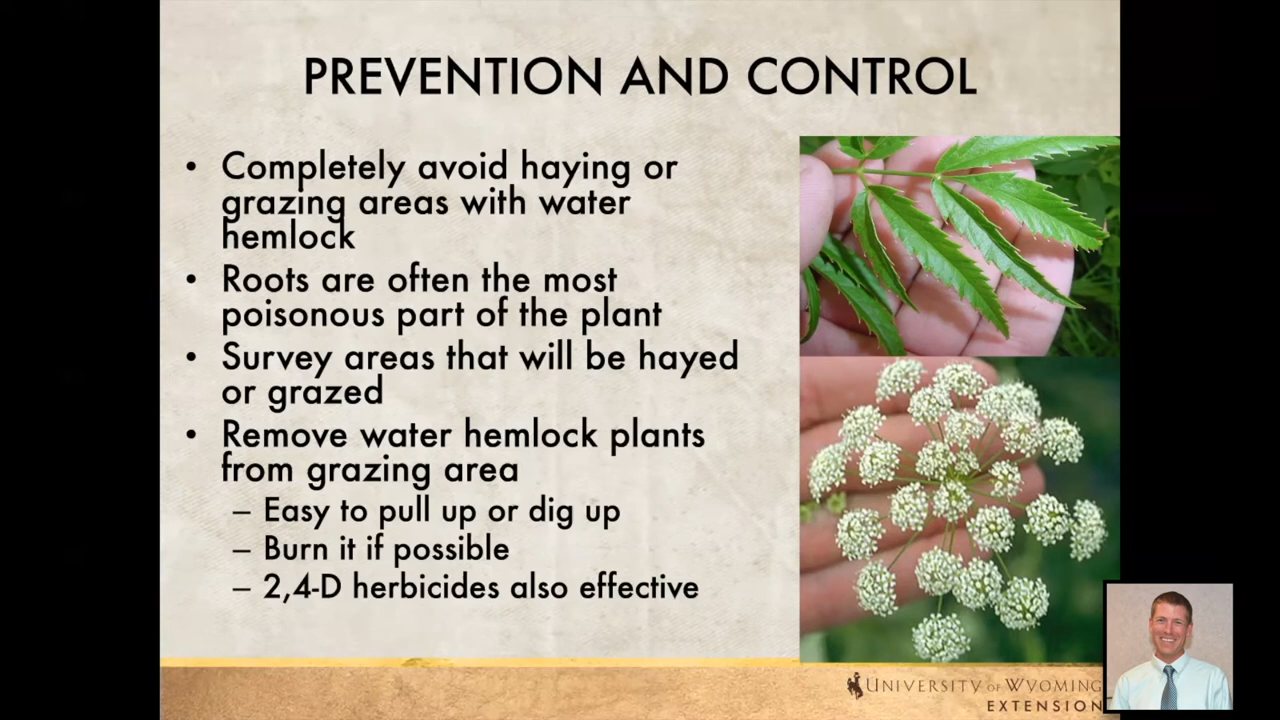 PREVENTION AND CONTROL
• Completely avoid haying or
grazing areas with water
hemlock
• Roots are often the most
poisonous part of the plant
• Survey areas that will be hayed
or grazed
• Remove water hemlock plants
from grazing area
– Easy to pull up or dig up
– Burn it if possible
– 2,4-D herbicides also effective
UNIVERSITY OF WYOMING
EXTENSION